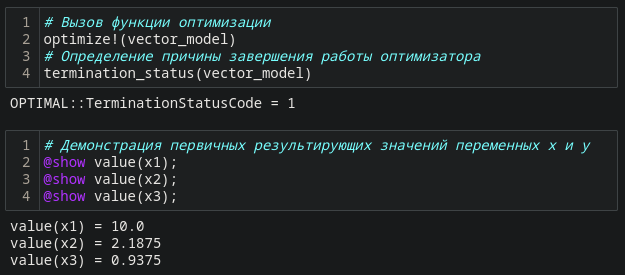 1 # Вызов функции оптимизации
2 optimize!(vector_model)
3 # Определение причины завершения работы оптимизатора
4 termination_status(vector_model)
OPTIMAL::TerminationStatusCode = 1
1 # Демонстрация первичных результирующих значений переменных x и y
2 @show value(x1);
3 @show value(x2);
4 @show value(x3);
value(x1) = 10.0
value(x2) = 2.1875
value(x3) = 0.9375